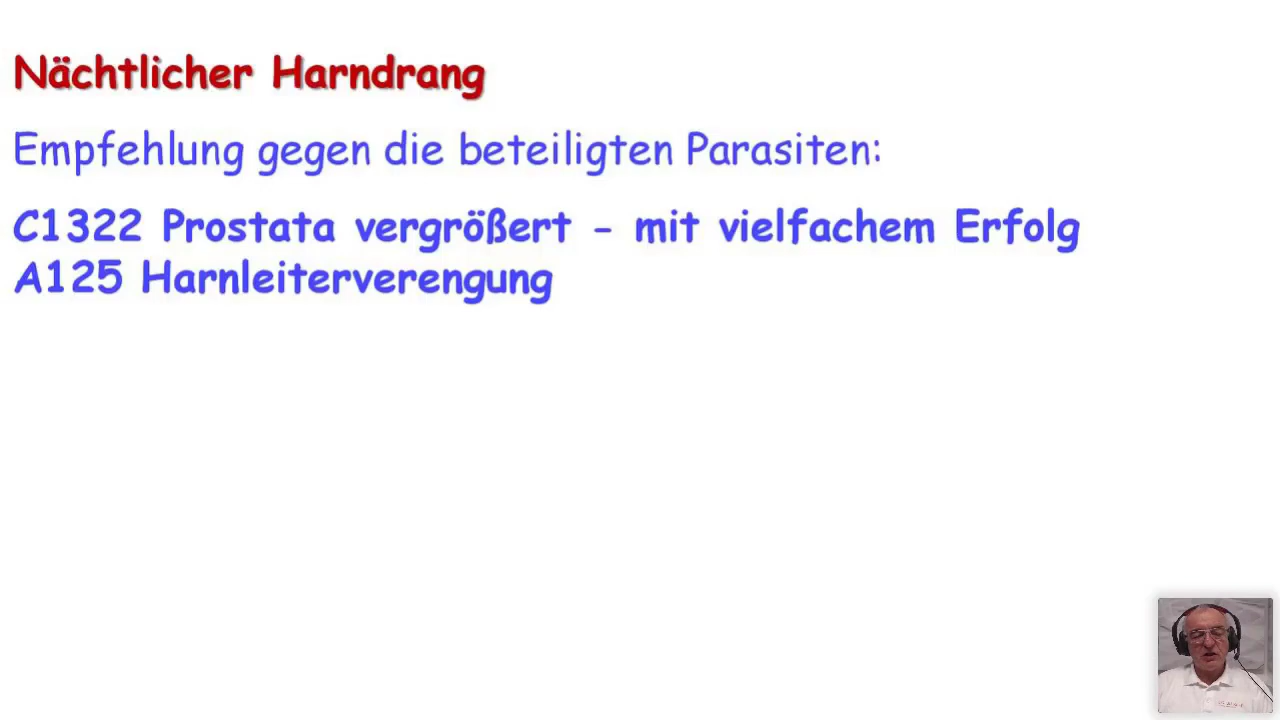 Nächtlicher Harndrang
Empfehlung gegen die beteiligten Parasiten:
C1322 Prostata vergrößert - mit vielfachem Erfolg
A125 Harnleiterverengung